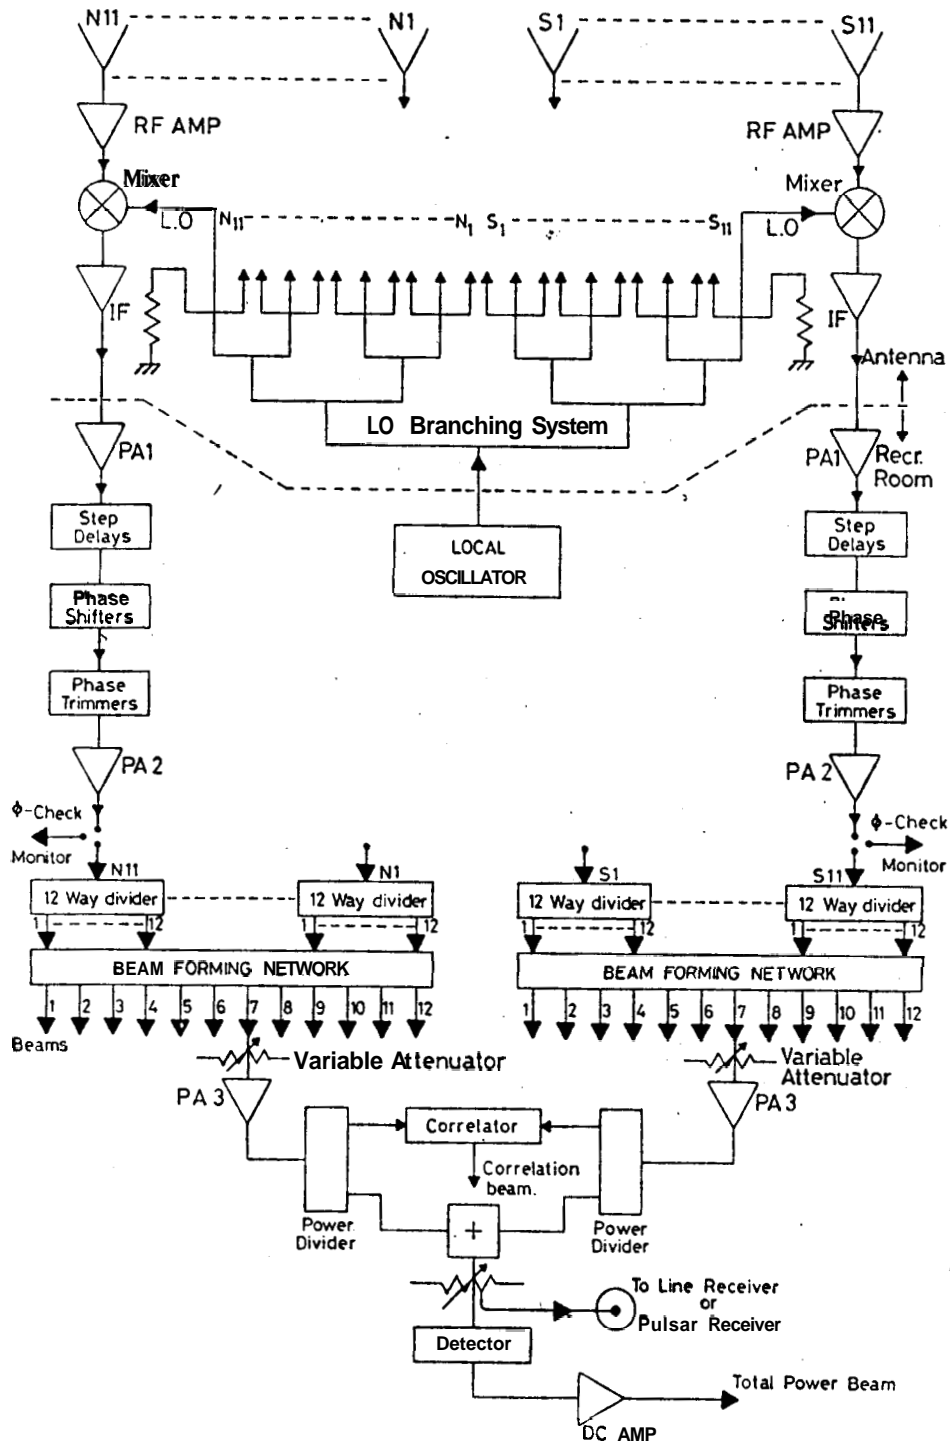 N11
N1
S1
S11
RF AMP
RF AMP
Mixer
Mixer
L.O
N11
N1
S1
S11
L.O
IF
IF
Antenna
LO Branching System
PA1
PA1
Recr.
Room
Step
Delays
LOCAL
OSCILLATOR
Step
Delays
Phase
Shifters
Phase
Shifters
Phase
Trimmers
Phase
Trimmers
PA 2
PA 2
ϕ-Check
Monitor
ϕ-Check
Monitor
N11
N1
S1
S11
12 Way divider
12 Way divider
12 Way divider
12 Way divider
1 12
1 12
1 12
1 12
BEAM FORMING NETWORK
BEAM FORMING NETWORK
1 2 3 4 5 6 7 8 9 10 11 12
1 2 3 4 5 6 7 8 9 10 11 12
Beams
Variable Attenuator
Variable
Attenuator
PA 3
PA3
Correlator
Correlation
beam.
Power
Divider
+
Power
Divider
To Line Receiver
or
Pulsar Receiver
Detector
Total Power Beam
DC AMP